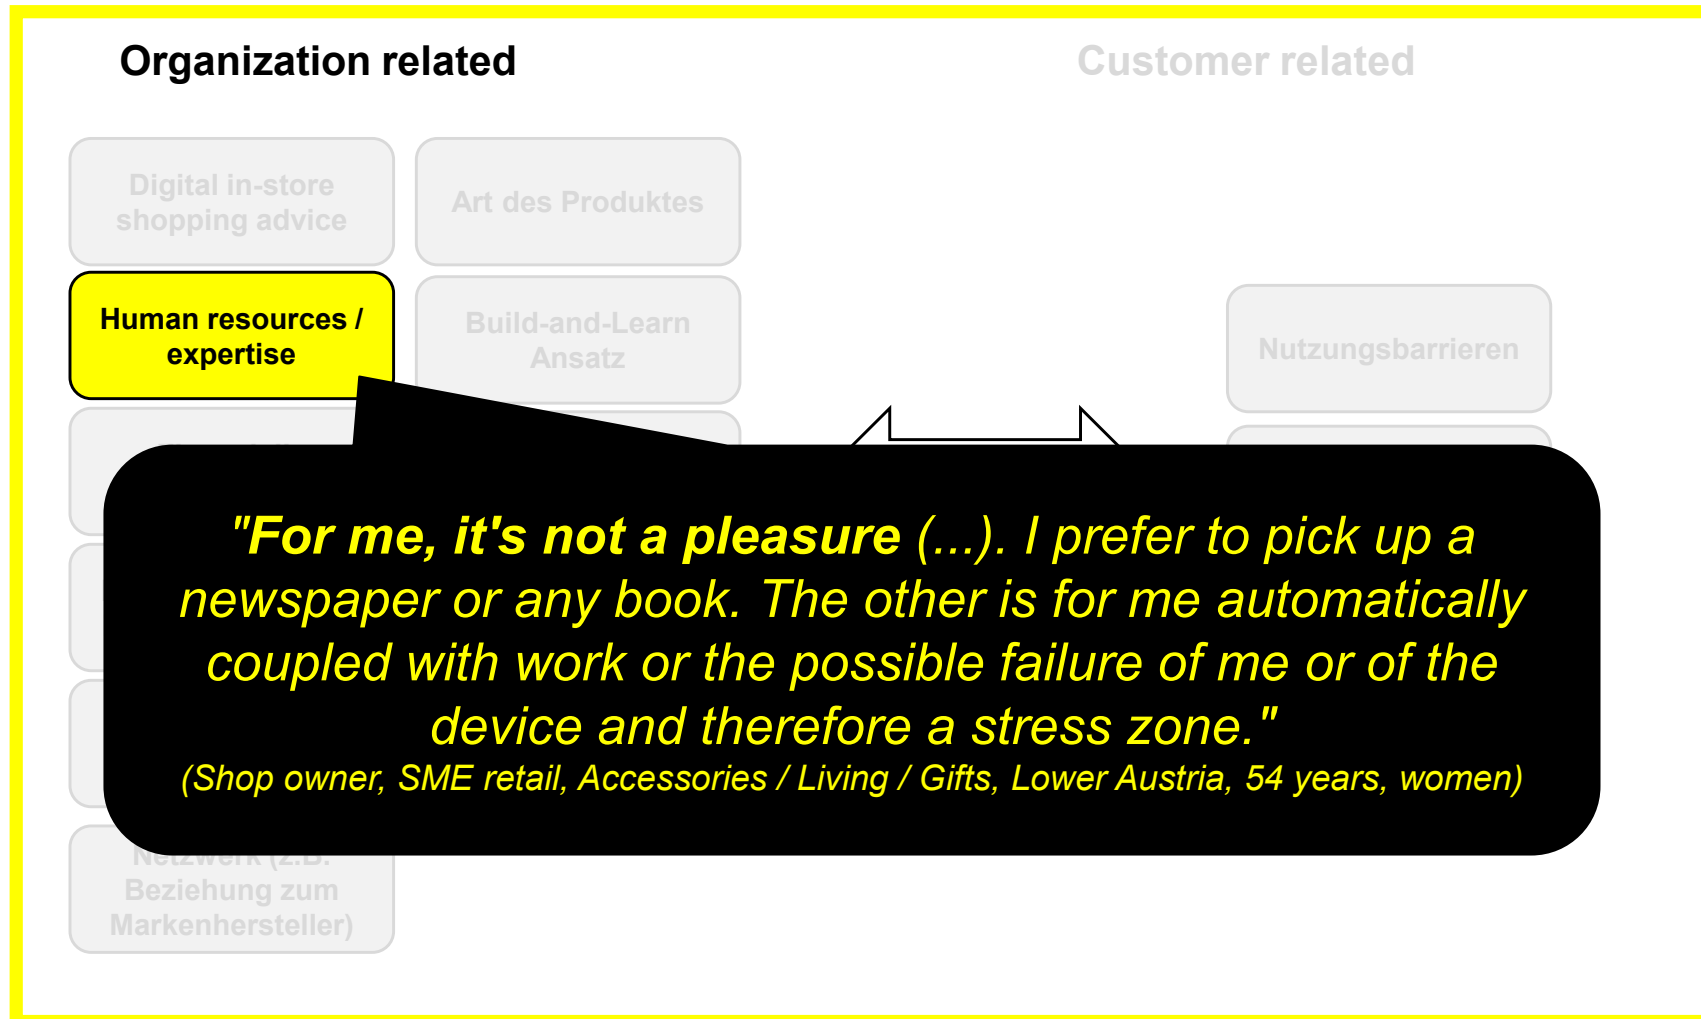 Organization related
Customer related
Digital in-store
shopping advice
Art des Produktes
Human resources /
expertise
Build-and-Learn
Ansatz
Nutzungsbarrieren
"For me, it's not a pleasure (...). I prefer to pick up a
newspaper or any book. The other is for me automatically
coupled with work or the possible failure of me or of the
device and therefore a stress zone."
(Shop owner, SME retail, Accessories / Living / Gifts, Lower Austria, 54 years, women)
Netzwerk (z.B.
Beziehung zum
Markenhersteller)